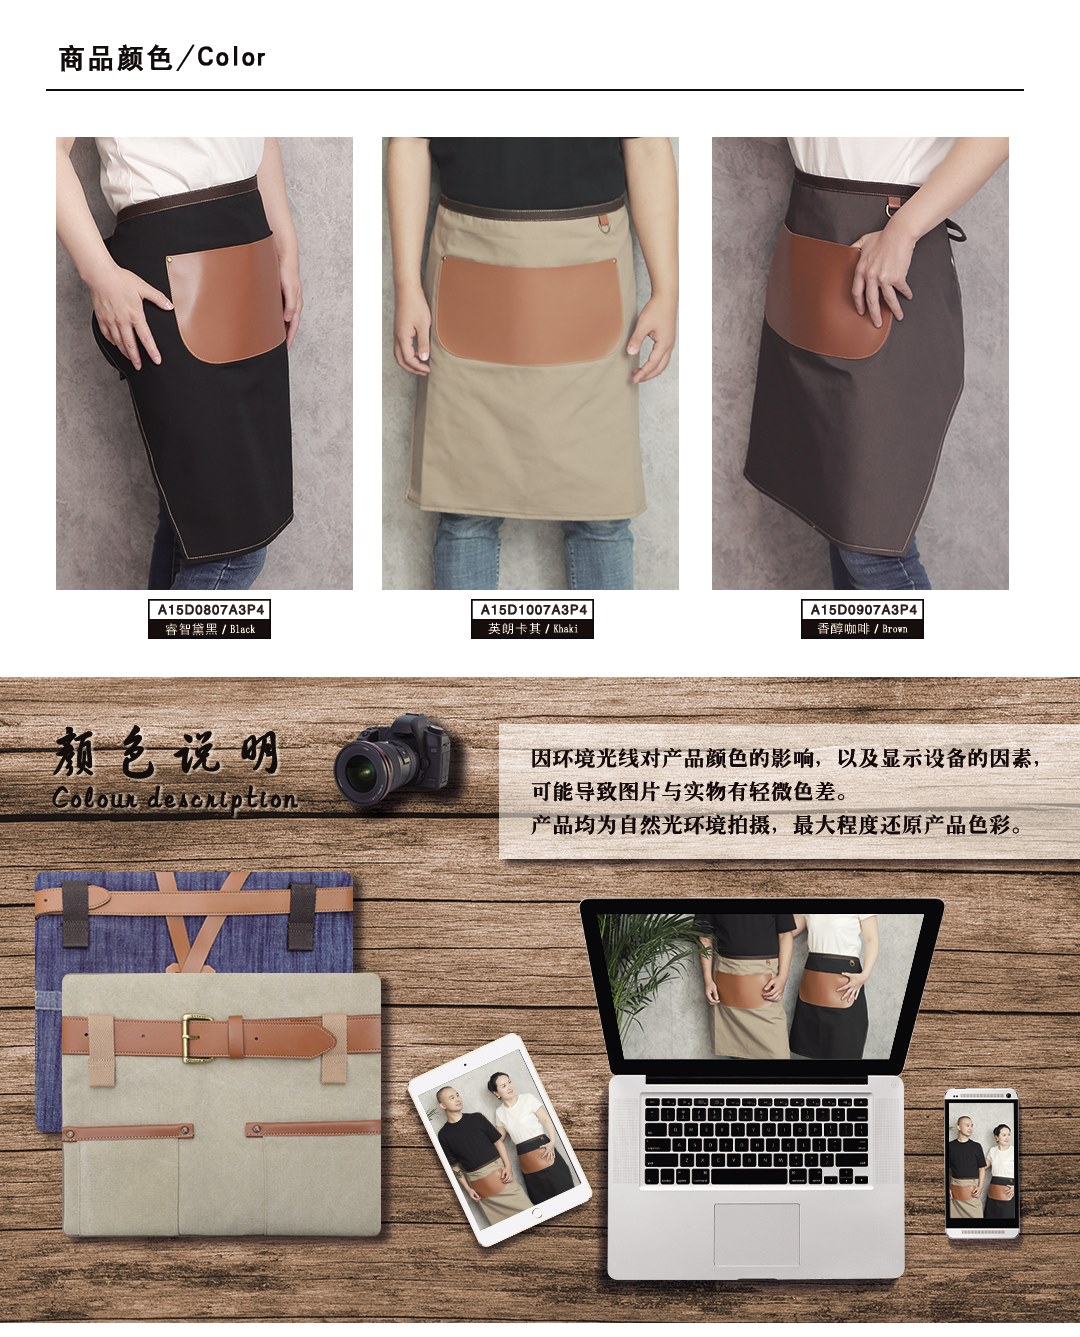 商品颜色/Color
A15D0807A3P4
睿智黛黑 / Black
A15D1007A3P4
英朗卡其 / Khaki
A15D0907A3P4
香醇咖啡 / Brown
颜色说明
Colour description
因环境光线对产品颜色的影响，以及显示设备的因素，
可能导致图片与实物有轻微色差。
产品均为自然光环境拍摄，最大程度还原产品色彩。